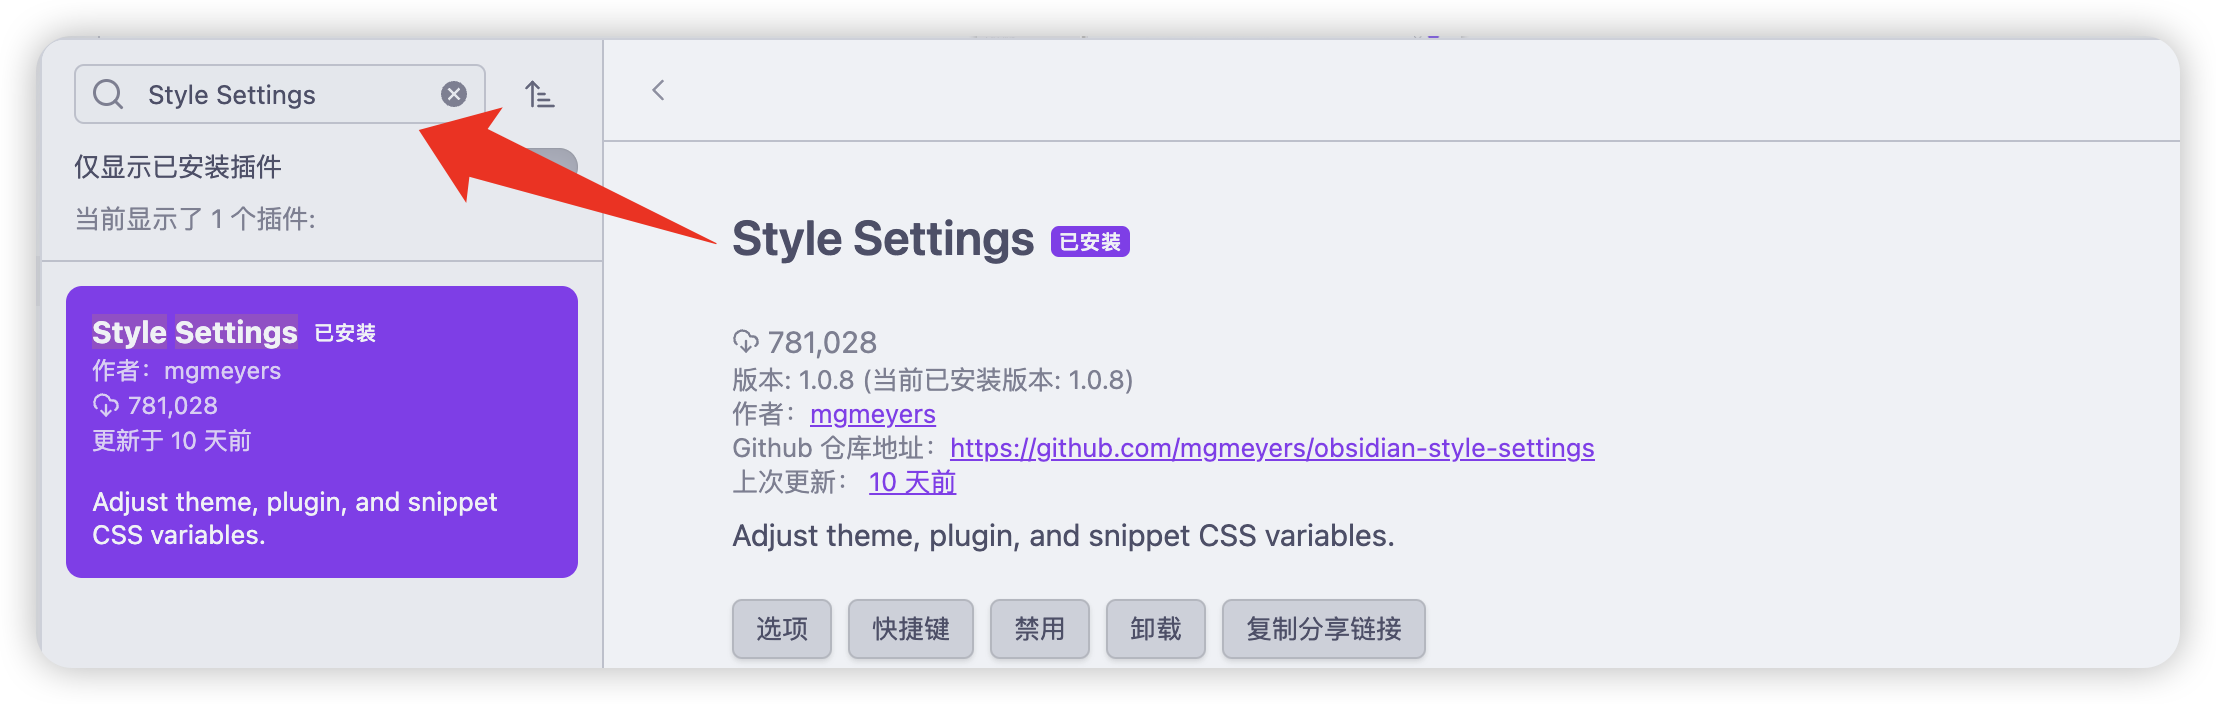 Style Settings
仅显示已安装插件
当前显示了 1 个插件:
Style Settings 已安装
作者：mgmeyers
781,028
更新于 10 天前
Adjust theme, plugin, and snippet
CSS variables.
Style Settings 已安装
781,028
版本: 1.0.8 (当前已安装版本: 1.0.8)
作者：mgmeyers
Github 仓库地址：https://github.com/mgmeyers/obsidian-style-settings
上次更新：10 天前
Adjust theme, plugin, and snippet CSS variables.
选项 快捷键 禁用 卸载 复制分享链接